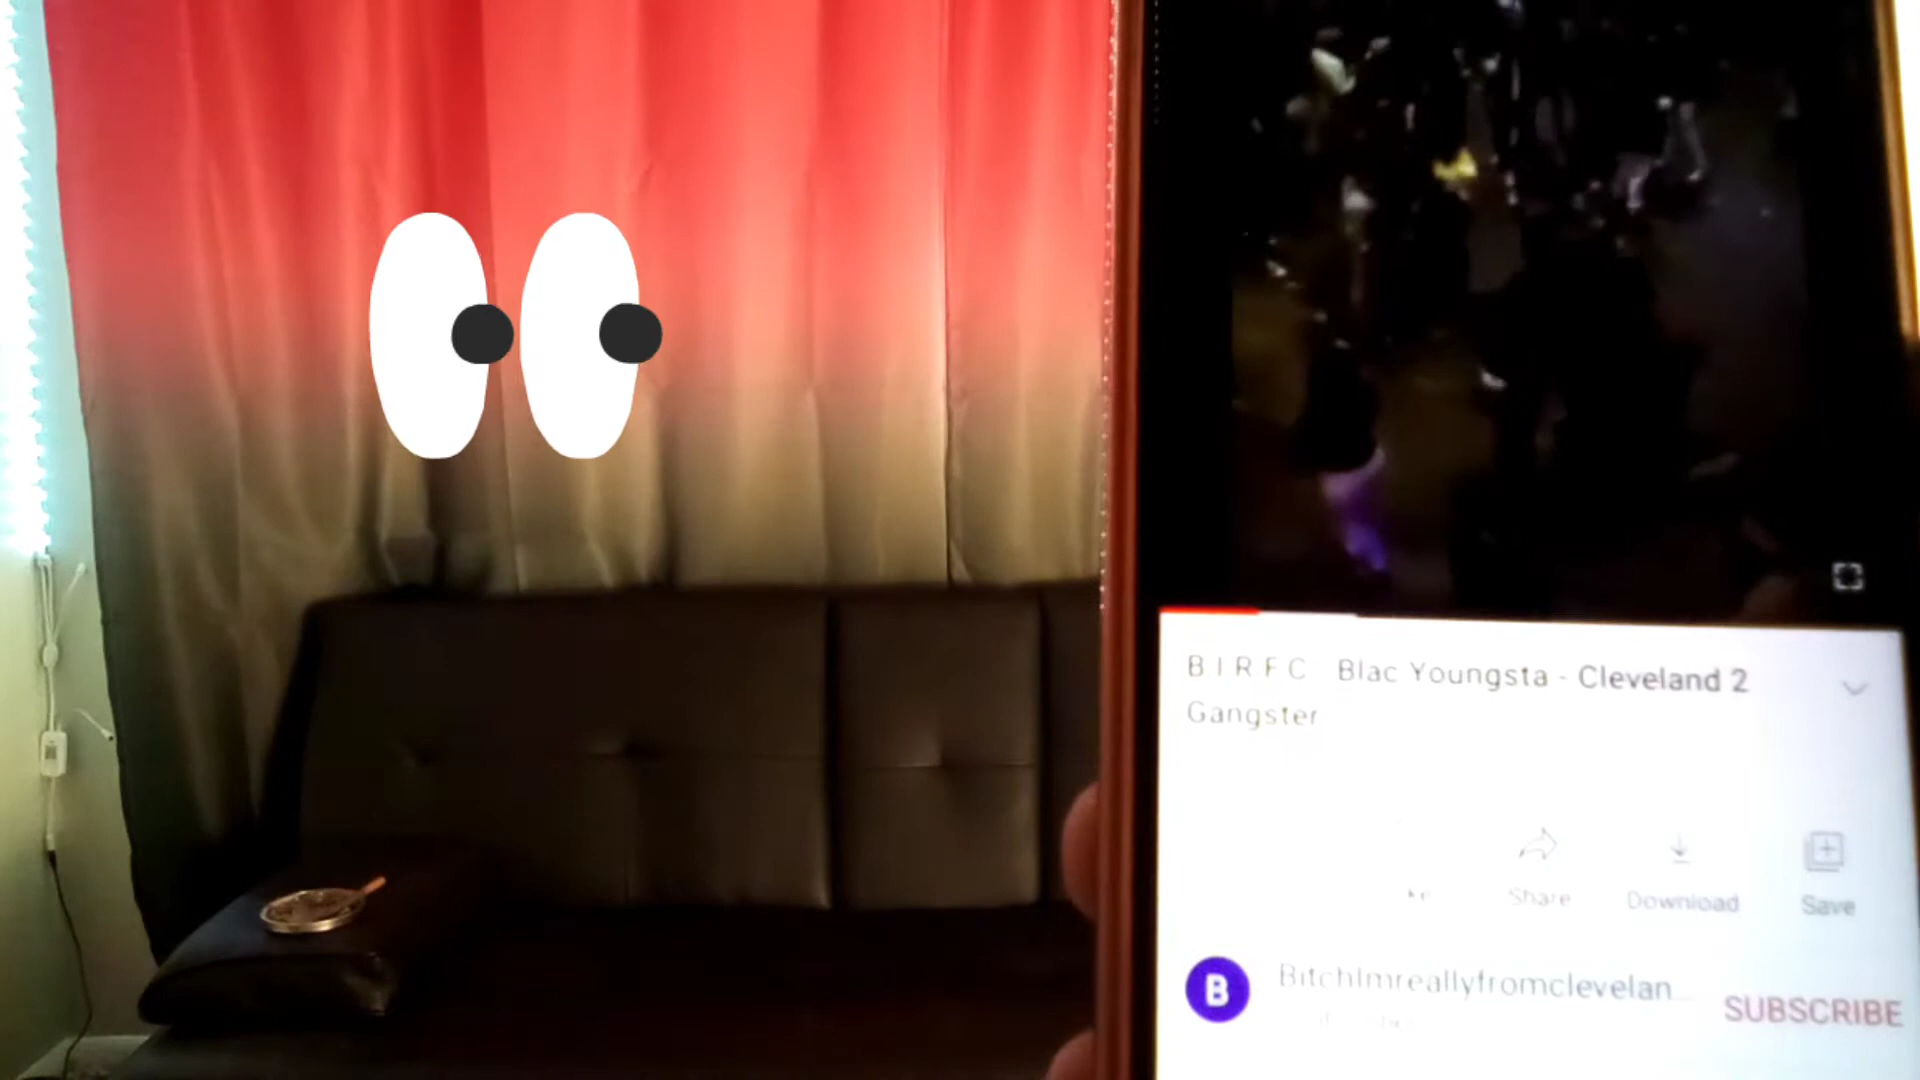 B I R F C Blac Youngsta - Cleveland 2
Gangster
Share
Download
Save
B
BitchImreallyfromclevelan
SUBSCRIBE